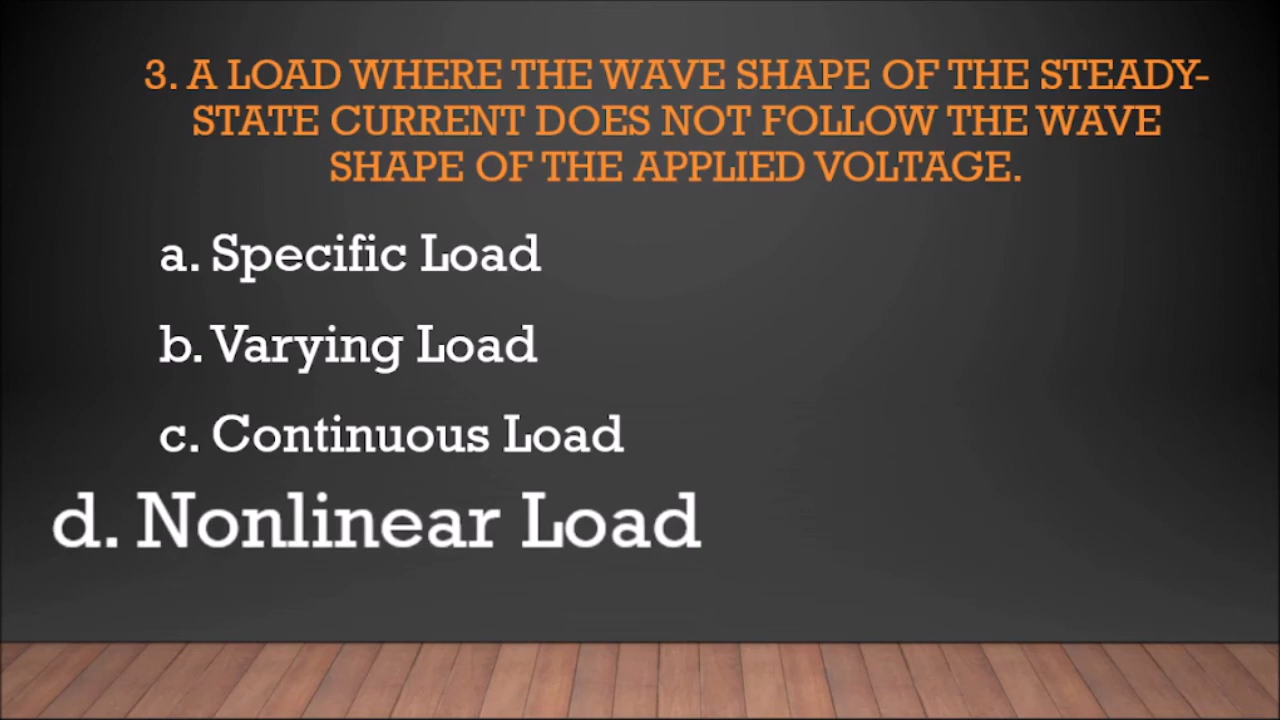 3. A LOAD WHERE THE WAVE SHAPE OF THE STEADY-
STATE CURRENT DOES NOT FOLLOW THE WAVE
SHAPE OF THE APPLIED VOLTAGE.
a. Specific Load
b. Varying Load
c. Continuous Load
d. Nonlinear Load